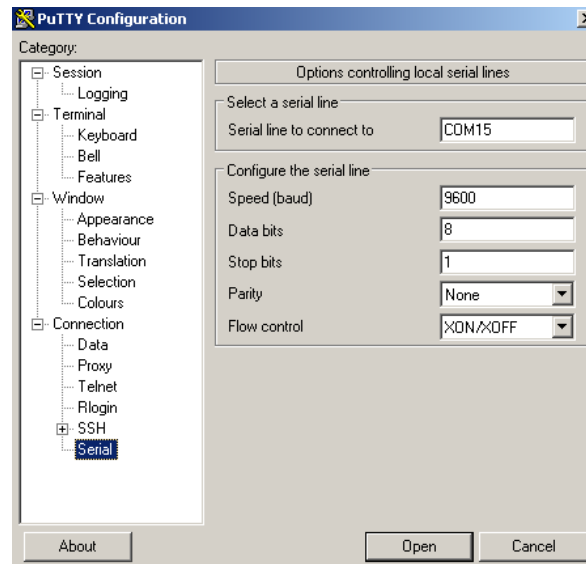 PuTTY Configuration
Category:
Session
Logging
Terminal
Keyboard
Bell
Features
Window
Appearance
Behaviour
Translation
Selection
Colours
Connection
Data
Proxy
Telnet
Rlogin
SSH
Serial
Options controlling local serial lines
Select a serial line
Serial line to connect to COM15
Configure the serial line
Speed (baud) 9600
Data bits 8
Stop bits 1
Parity None
Flow control XON/XOFF
About Open Cancel